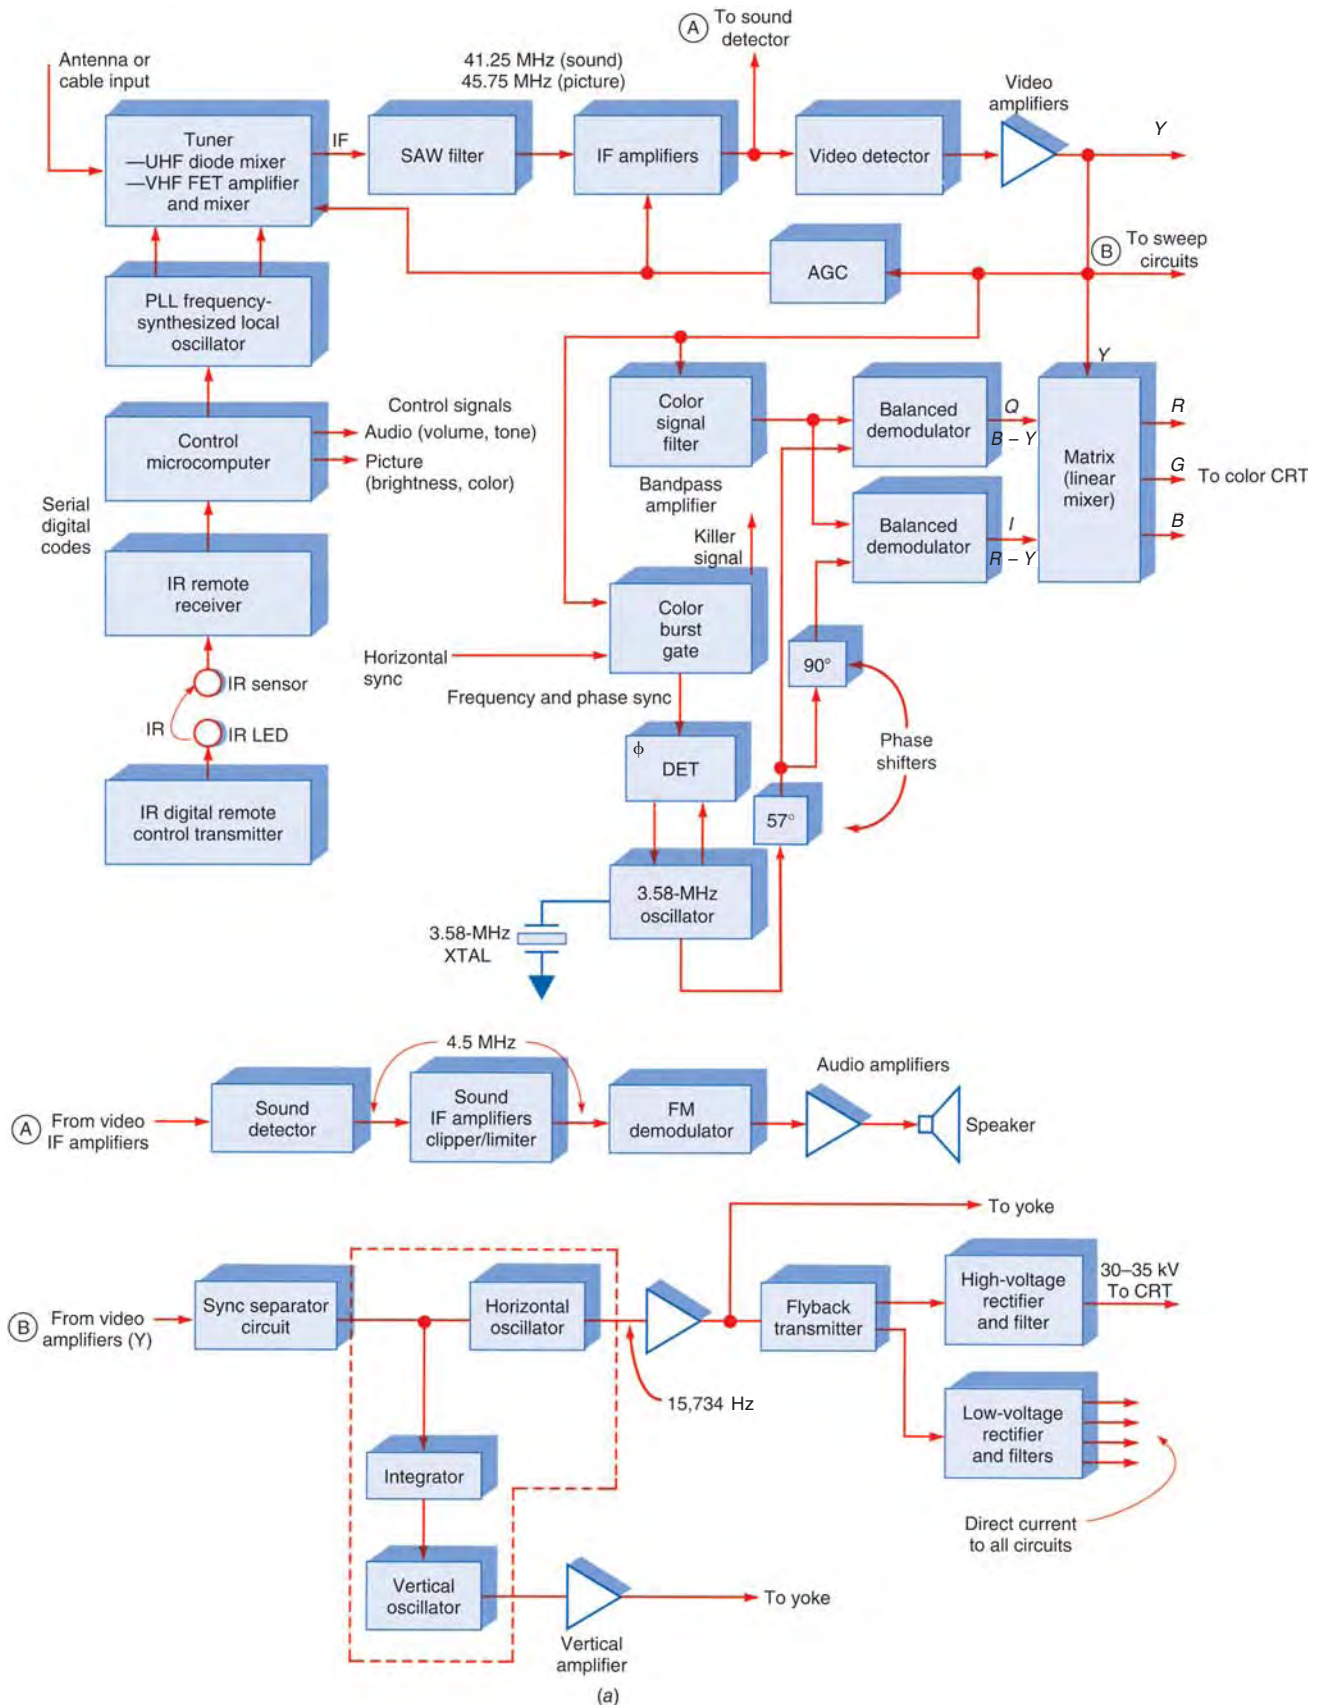 A
To sound
detector
Antenna or
cable input
41.25 MHz (sound)
45.75 MHz (picture)
Video
amplifiers
Tuner
—UHF diode mixer
—VHF FET amplifier
and mixer
IF
SAW filter
IF amplifiers
Video detector
Y
PLL frequency-
synthesized local
oscillator
AGC
B
To sweep
circuits
Y
Control
microcomputer
Control signals
Audio (volume, tone)
Picture
(brightness, color)
Color
signal
filter
Bandpass
amplifier
Balanced
demodulator
Q
B – Y
Balanced
demodulator
I
R – Y
Matrix
(linear
mixer)
R
G
B
To color CRT
Serial
digital
codes
IR remote
receiver
Killer
signal
Color
burst
gate
Horizontal
sync
Frequency and phase sync
90°
IR sensor
IR
IR LED
ϕ
DET
Phase
shifters
57°
IR digital remote
control transmitter
3.58-MHz
oscillator
3.58-MHz
XTAL
4.5 MHz
Audio amplifiers
A
From video
IF amplifiers
Sound
detector
Sound
IF amplifiers
clipper/limiter
FM
demodulator
Speaker
To yoke
B
From video
amplifiers (Y)
Sync separator
circuit
Horizontal
oscillator
Flyback
transmitter
High-voltage
rectifier
and filter
30–35 kV
To CRT
15,734 Hz
Low-voltage
rectifier
and filters
Integrator
Direct current
to all circuits
Vertical
oscillator
To yoke
Vertical
amplifier
(a)